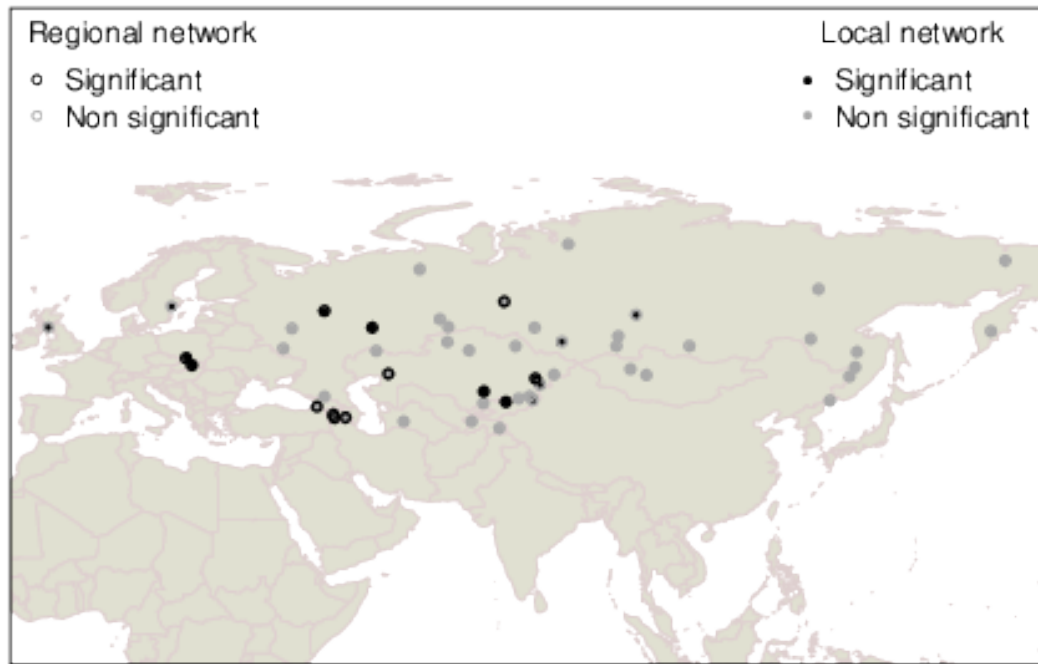 Regional network
Significant
Non significant
Local network
Significant
Non significant